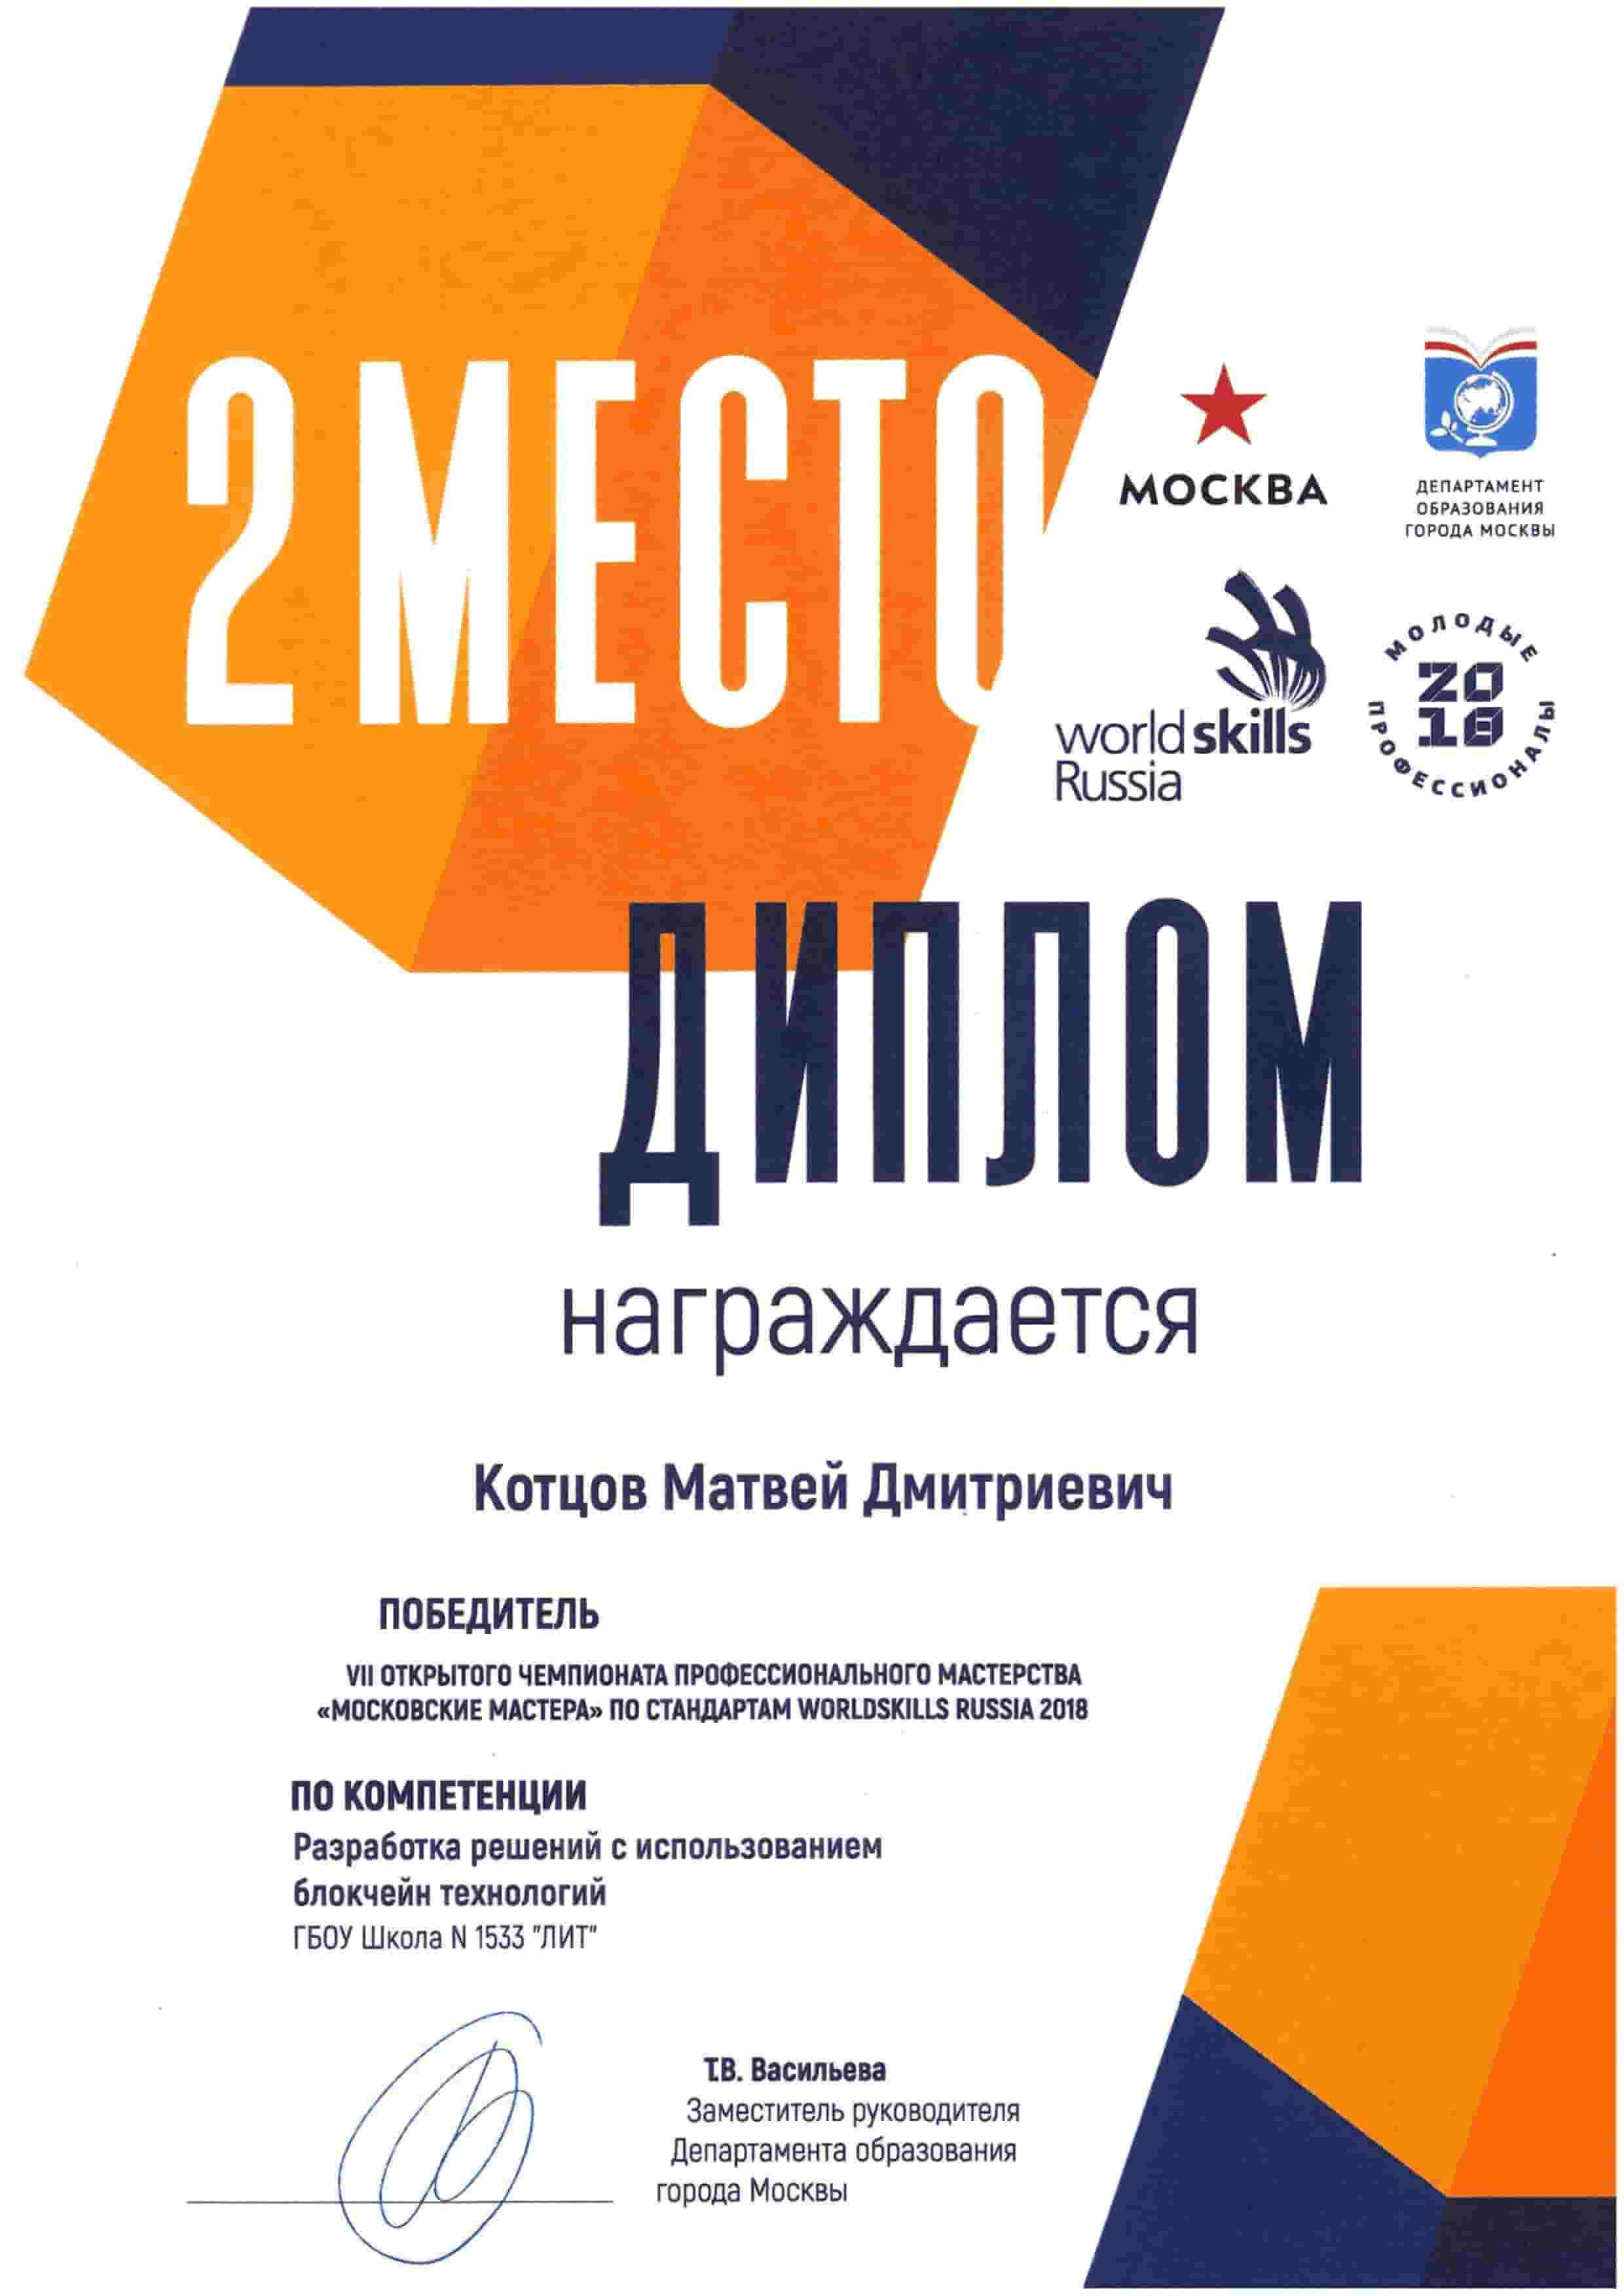 2 МЕСТО
МОСКВА
ДЕПАРТАМЕНТ
ОБРАЗОВАНИЯ
ГОРОДА МОСКВЫ
worldskills
Russia
МОЛОДЫЕ
2018
ПРОФЕССИОНАЛЫ
ДИПЛОМ
награждается
Котцов Матвей Дмитриевич
ПОБЕДИТЕЛЬ
VII ОТКРЫТОГО ЧЕМПИОНАТА ПРОФЕССИОНАЛЬНОГО МАСТЕРСТВА
«МОСКОВСКИЕ МАСТЕРА» ПО СТАНДАРТАМ WORLDSKILLS RUSSIA 2018
ПО КОМПЕТЕНЦИИ
Разработка решений с использованием
блокчейн технологий
ГБОУ Школа N 1533 "ЛИТ"
Т.В. Васильева
Заместитель руководителя
Департамента образования
города Москвы